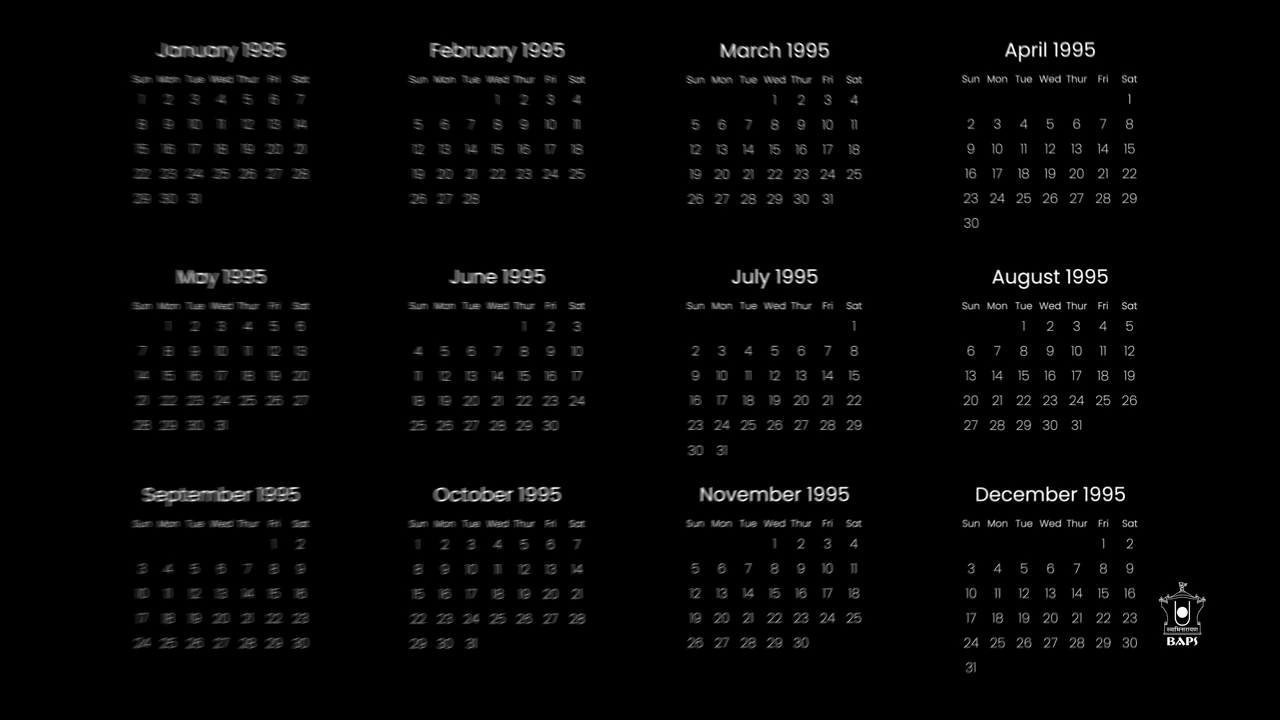 January 1995
Sun Mon Tue Wed Thur Fri Sat
1 2 3 4 5 6 7
8 9 10 11 12 13 14
15 16 17 18 19 20 21
22 23 24 25 26 27 28
29 30 31
February 1995
Sun Mon Tue Wed Thur Fri Sat
1 2 3 4
5 6 7 8 9 10 11
12 13 14 15 16 17 18
19 20 21 22 23 24 25
26 27 28
March 1995
Sun Mon Tue Wed Thur Fri Sat
1 2 3 4
5 6 7 8 9 10 11
12 13 14 15 16 17 18
19 20 21 22 23 24 25
26 27 28 29 30 31
April 1995
Sun Mon Tue Wed Thur Fri Sat
1
2 3 4 5 6 7 8
9 10 11 12 13 14 15
16 17 18 19 20 21 22
23 24 25 26 27 28 29
30
May 1995
Sun Mon Tue Wed Thur Fri Sat
1 2 3 4 5 6
7 8 9 10 11 12 13
14 15 16 17 18 19 20
21 22 23 24 25 26 27
28 29 30 31
June 1995
Sun Mon Tue Wed Thur Fri Sat
1 2 3
4 5 6 7 8 9 10
11 12 13 14 15 16 17
18 19 20 21 22 23 24
25 26 27 28 29 30
July 1995
Sun Mon Tue Wed Thur Fri Sat
1
2 3 4 5 6 7 8
9 10 11 12 13 14 15
16 17 18 19 20 21 22
23 24 25 26 27 28 29
30 31
August 1995
Sun Mon Tue Wed Thur Fri Sat
1 2 3 4 5
6 7 8 9 10 11 12
13 14 15 16 17 18 19
20 21 22 23 24 25 26
27 28 29 30 31
September 1995
Sun Mon Tue Wed Thur Fri Sat
1 2
3 4 5 6 7 8 9
10 11 12 13 14 15 16
17 18 19 20 21 22 23
24 25 26 27 28 29 30
October 1995
Sun Mon Tue Wed Thur Fri Sat
1 2 3 4 5 6 7
8 9 10 11 12 13 14
15 16 17 18 19 20 21
22 23 24 25 26 27 28
29 30 31
November 1995
Sun Mon Tue Wed Thur Fri Sat
1 2 3 4
5 6 7 8 9 10 11
12 13 14 15 16 17 18
19 20 21 22 23 24 25
26 27 28 29 30
December 1995
Sun Mon Tue Wed Thur Fri Sat
1 2
3 4 5 6 7 8 9
10 11 12 13 14 15 16
17 18 19 20 21 22 23
24 25 26 27 28 29 30
31
स्वामिनारायण
BAPS